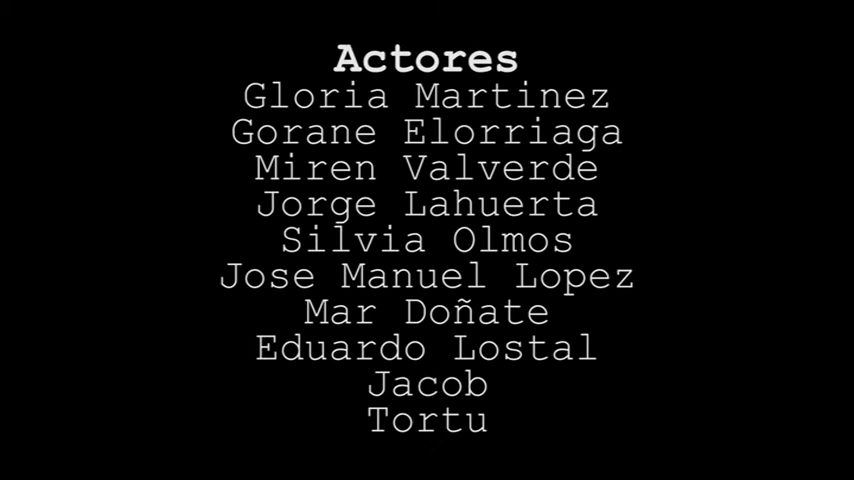 Actores
Gloria Martinez
Gorane Elorriaga
Miren Valverde
Jorge Lahuerta
Silvia Olmos
Jose Manuel Lopez
Mar Doñate
Eduardo Lostal
Jacob
Tortu